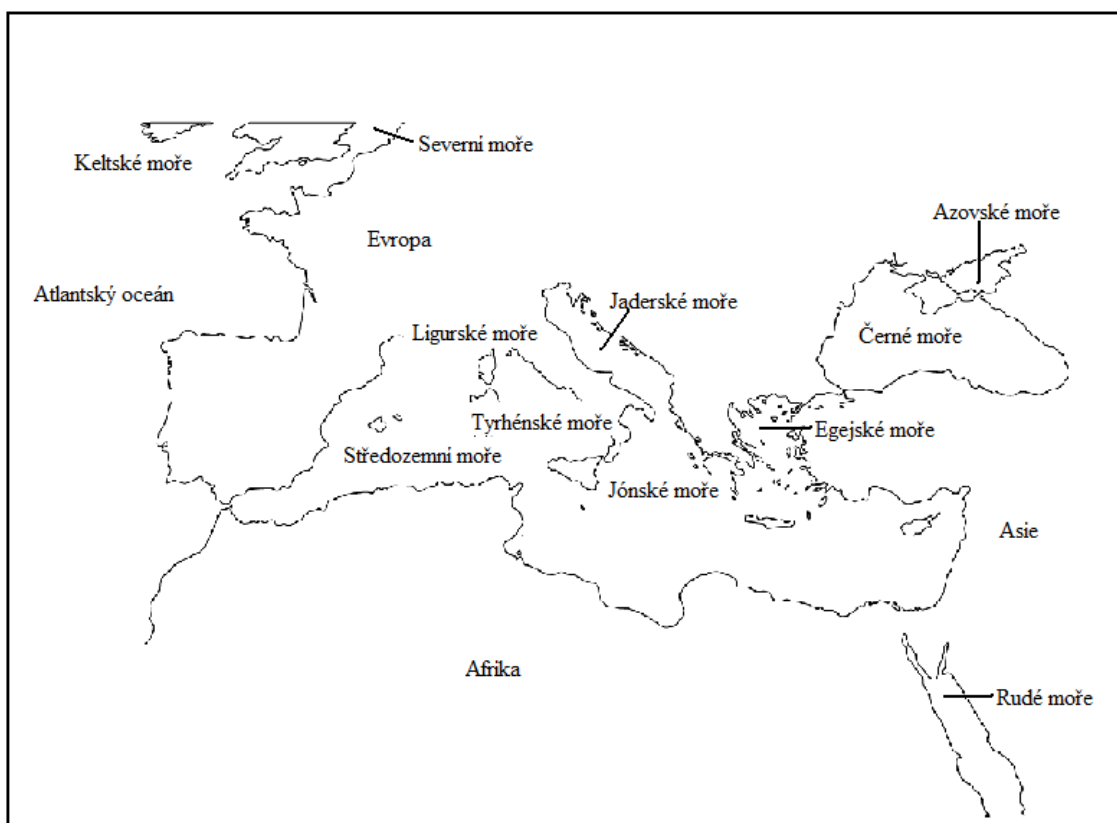 Severní moře
Keltské moře
Azovské moře
Evropa
Atlantský oceán
Jaderské moře
Ligurské moře
Černé moře
Tyrhénské moře
Egejské moře
Středozemní moře
Jónské moře
Asie
Afrika
Rudé moře